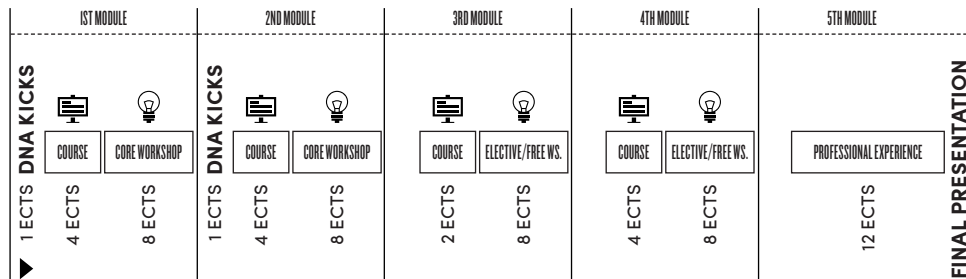 1ST MODULE
2ND MODULE
3RD MODULE
4TH MODULE
5TH MODULE
1 ECTS DNA KICKS
COURSE
4 ECTS
CORE WORKSHOP
8 ECTS
1 ECTS DNA KICKS
COURSE
4 ECTS
CORE WORKSHOP
8 ECTS
COURSE
2 ECTS
ELECTIVE/FREE WS.
8 ECTS
COURSE
4 ECTS
ELECTIVE/FREE WS.
8 ECTS
PROFESSIONAL EXPERIENCE
12 ECTS
FINAL PRESENTATION